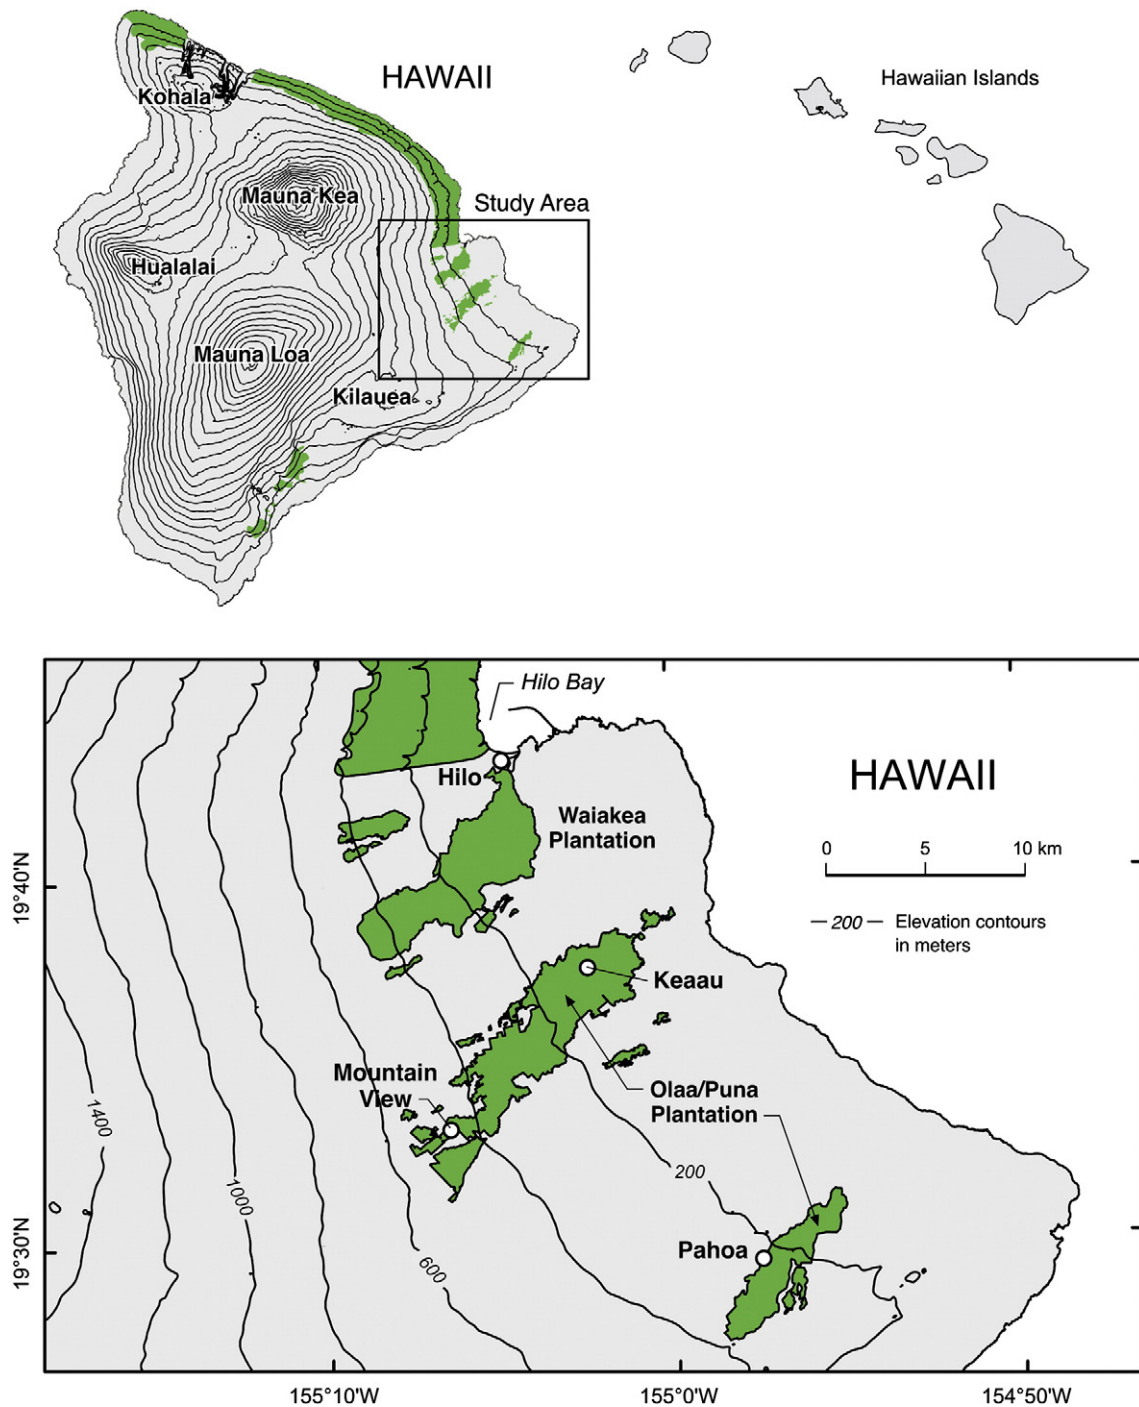 HAWAII
Hawaiian Islands
Kohala
Mauna Kea
Study Area
Hualalai
Mauna Loa
Kilauea
Hilo Bay
HAWAII
Hilo
Waiakea
Plantation
0 5 10 km
19°40'N
200 Elevation contours
in meters
Keaau
Mountain
View
Olaa/Puna
Plantation
1400
1000
200
600
Pahoa
19°30'N
155°10'W 155°0'W 154°50'W